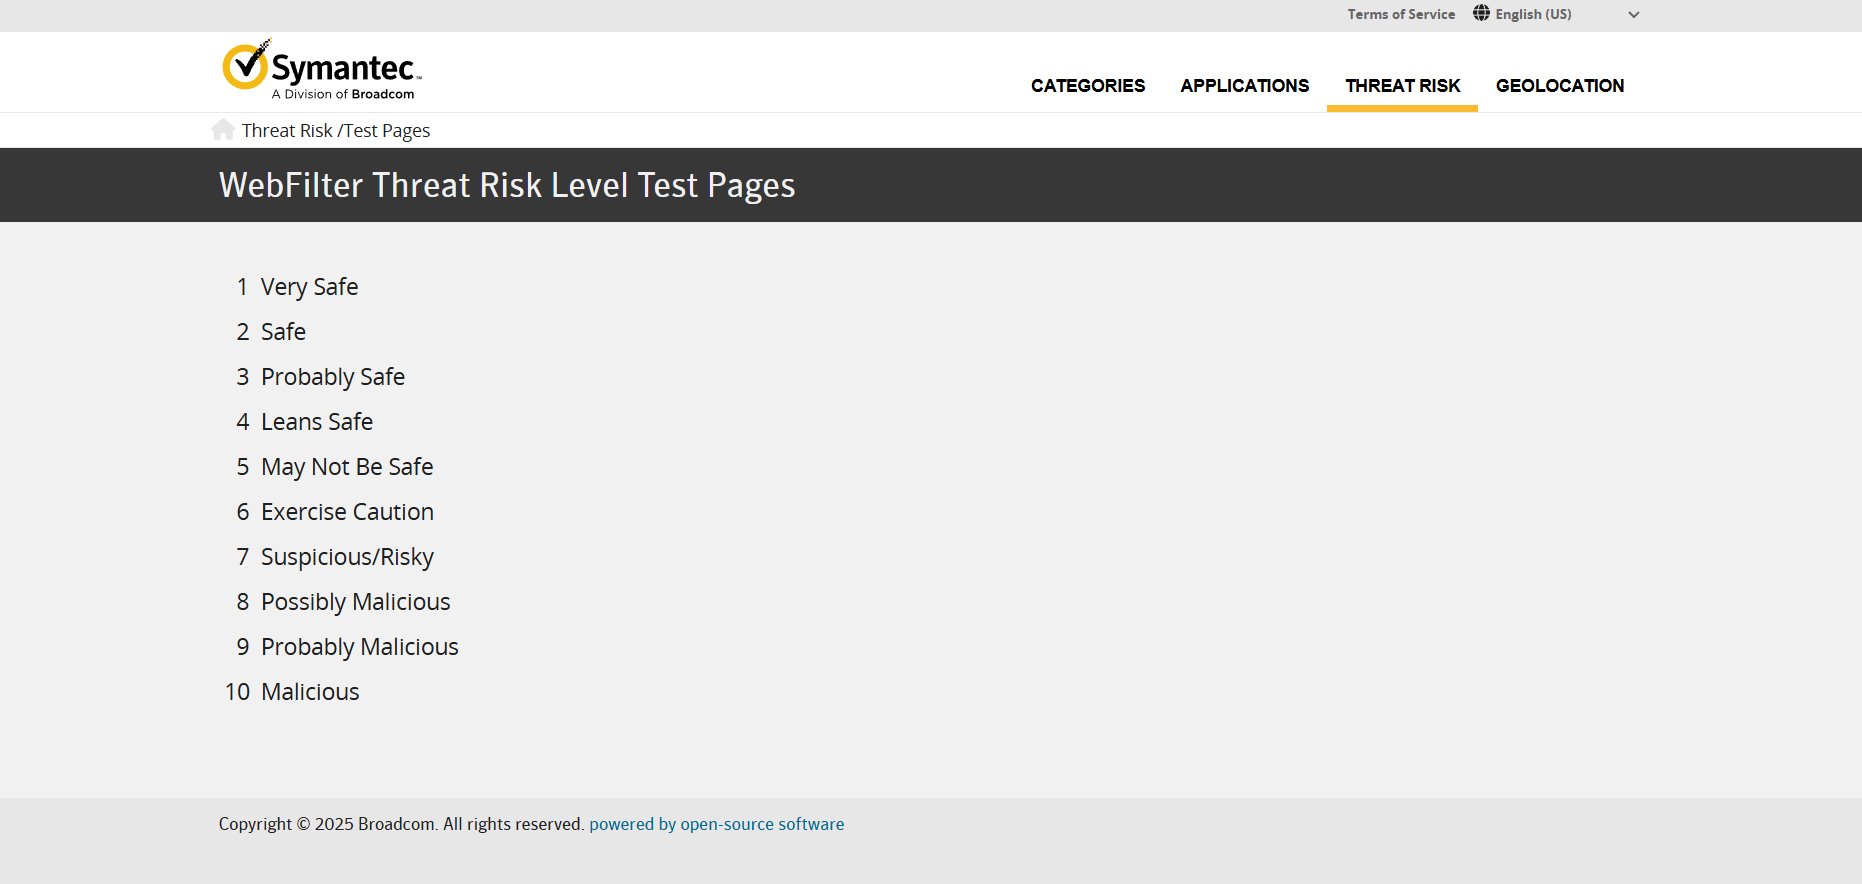 Terms of Service English (US)
Symantec™
A Division of Broadcom
CATEGORIES APPLICATIONS THREAT RISK GEOLOCATION
Threat Risk /Test Pages
WebFilter Threat Risk Level Test Pages
1 Very Safe
2 Safe
3 Probably Safe
4 Leans Safe
5 May Not Be Safe
6 Exercise Caution
7 Suspicious/Risky
8 Possibly Malicious
9 Probably Malicious
10 Malicious
Copyright © 2025 Broadcom. All rights reserved. powered by open-source software